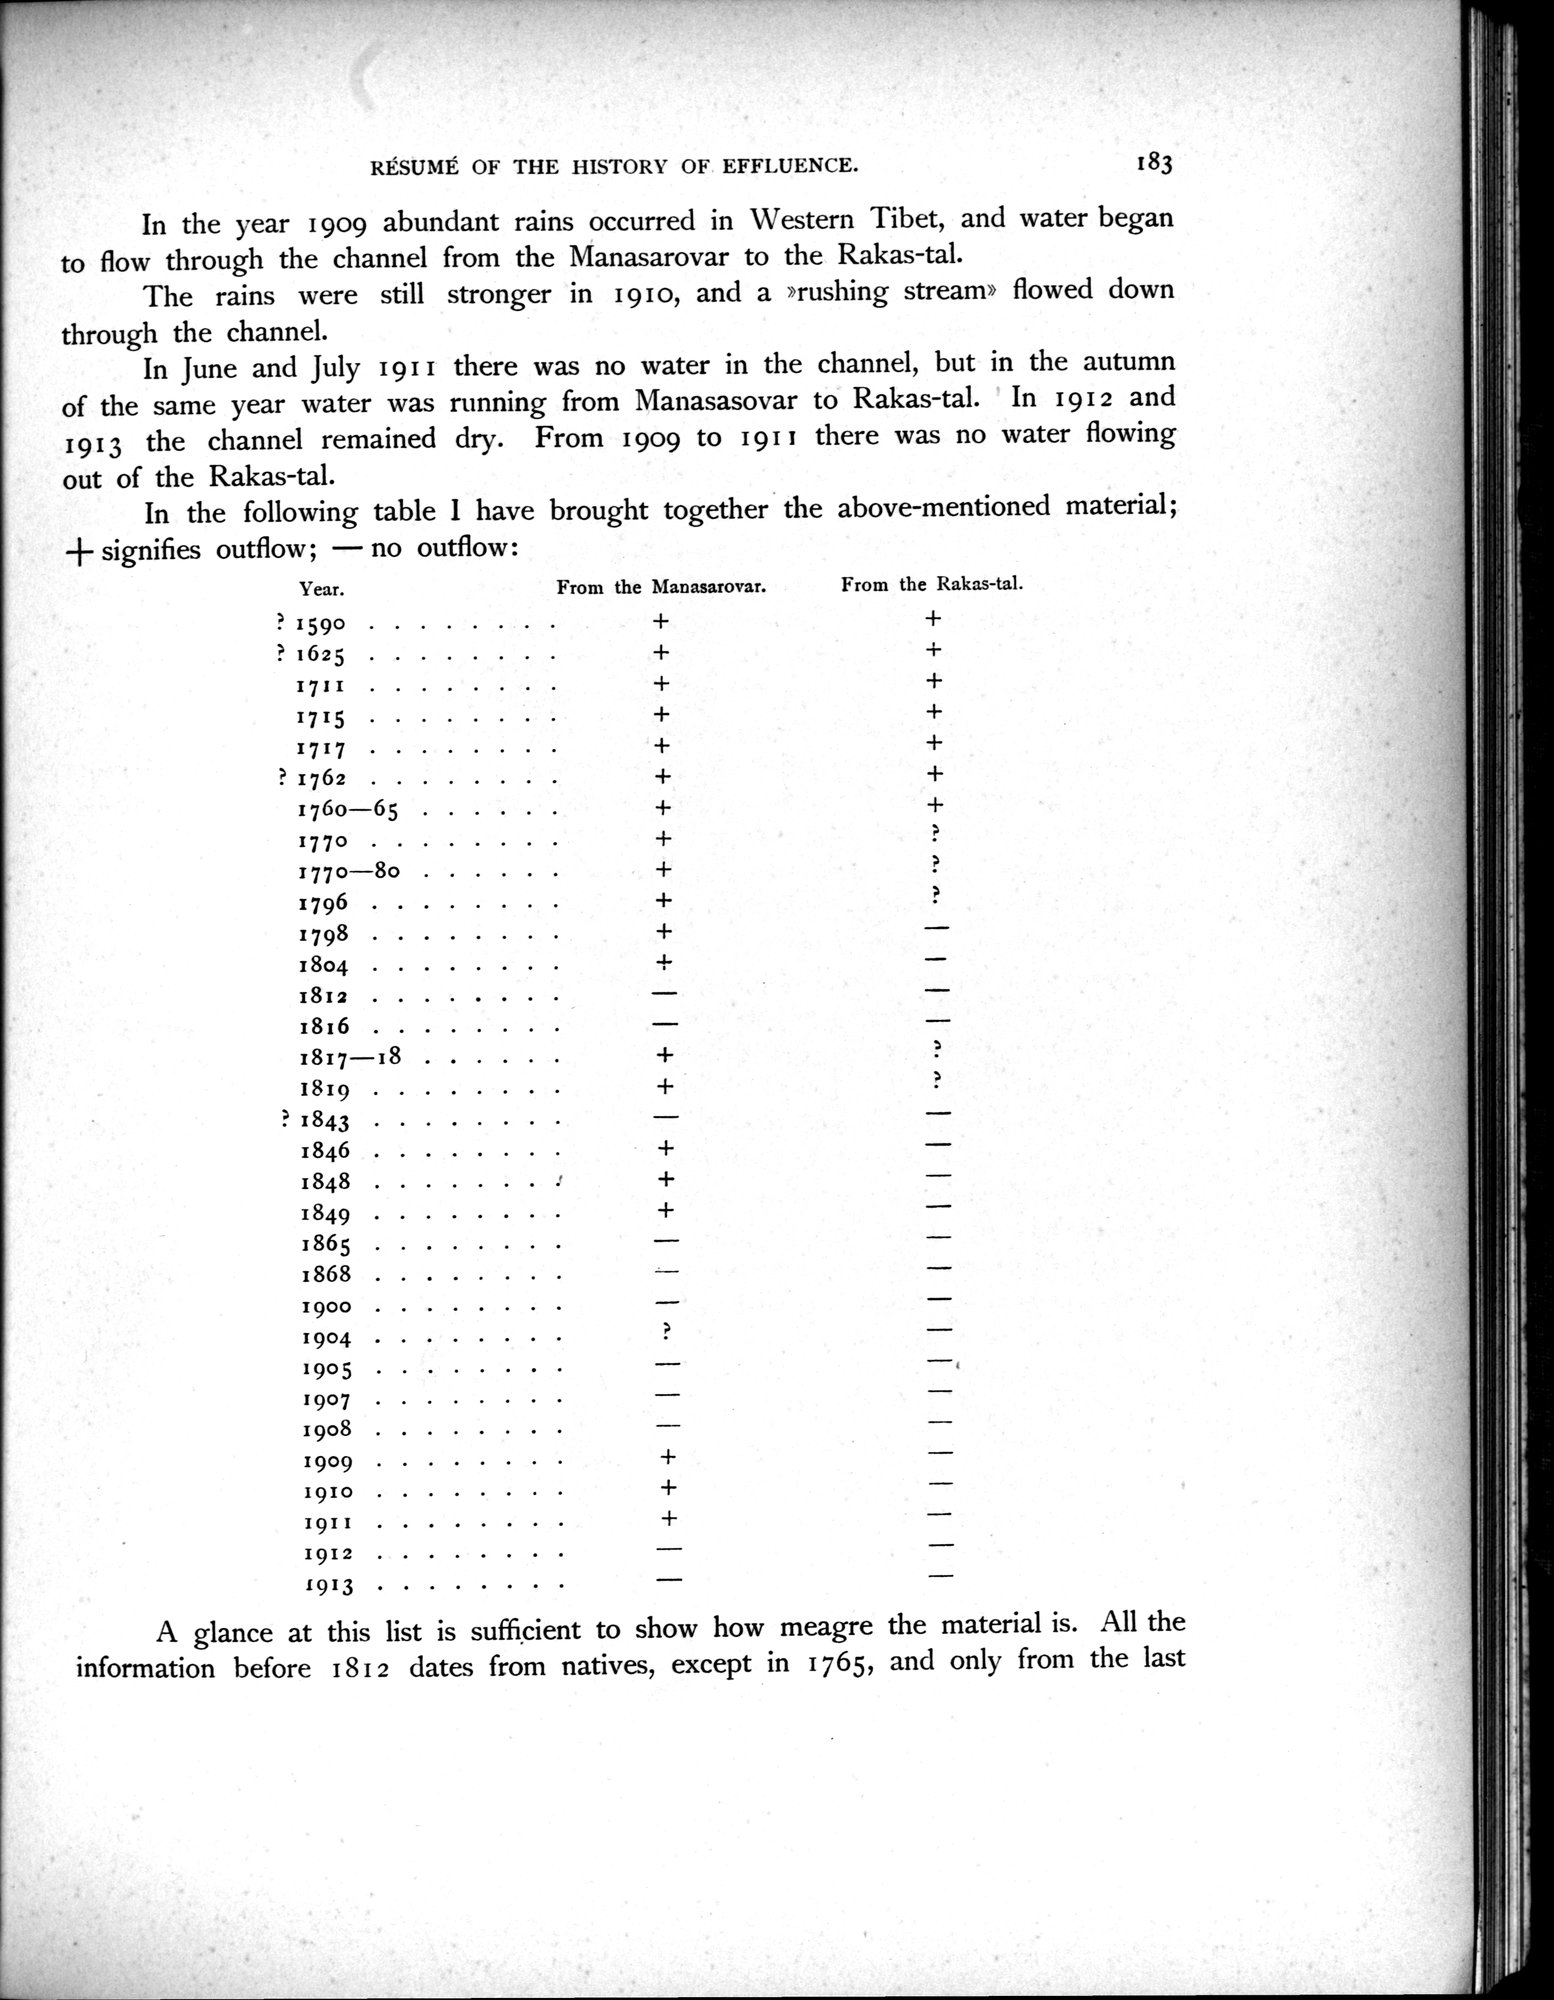 RÉSUMÉ OF THE HISTORY OF EFFLUENCE. 183
In the year 1909 abundant rains occurred in Western Tibet, and water began
to flow through the channel from the Manasarovar to the Rakas-tal.
The rains were still stronger in 1910, and a »rushing stream» flowed down
through the channel.
In June and July 1911 there was no water in the channel, but in the autumn
of the same year water was running from Manasasovar to Rakas-tal. In 1912 and
1913 the channel remained dry. From 1909 to 1911 there was no water flowing
out of the Rakas-tal.
In the following table I have brought together the above-mentioned material;
+ signifies outflow; — no outflow:
Year. From the Manasarovar. From the Rakas-tal.
? 1590 . . . . . . . . + +
? 1625 . . . . . . . . + +
1711 . . . . . . . . + +
1715 . . . . . . . . + +
1717 . . . . . . . . + +
? 1762 . . . . . . . . + +
1760—65 . . . . . . + +
1770 . . . . . . . . + ?
1770—80 . . . . . . + ?
1796 . . . . . . . . + ?
1798 . . . . . . . . + —
1804 . . . . . . . . + —
1812 . . . . . . . . — —
1816 . . . . . . . . — —
1817—18 . . . . . . + ?
1819 . . . . . . . . + ?
? 1843 . . . . . . . . — —
1846 . . . . . . . . + —
1848 . . . . . . . . + —
1849 . . . . . . . . + —
1865 . . . . . . . . — —
1868 . . . . . . . . — —
1900 . . . . . . . . — —
1904 . . . . . . . . ? —
1905 . . . . . . . . — —
1907 . . . . . . . . — —
1908 . . . . . . . . — —
1909 . . . . . . . . + —
1910 . . . . . . . . + —
1911 . . . . . . . . + —
1912 . . . . . . . . — —
1913 . . . . . . . . — —
A glance at this list is sufficient to show how meagre the material is. All the
information before 1812 dates from natives, except in 1765, and only from the last